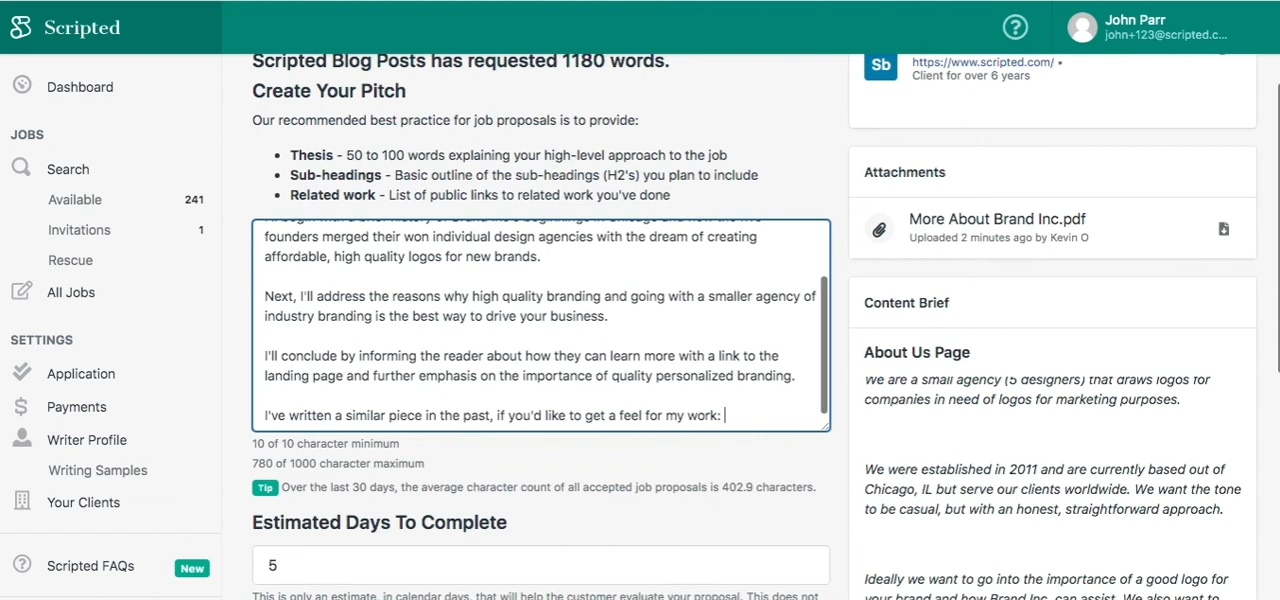 Scripted
John Parr
john+123@scripted.c...
Dashboard
JOBS
Search
Available 241
Invitations 1
Rescue
All Jobs
SETTINGS
Application
Payments
Writer Profile
Writing Samples
Your Clients
Scripted FAQs New
Scripted Blog Posts has requested 1180 words.
Create Your Pitch
Our recommended best practice for job proposals is to provide:
• Thesis - 50 to 100 words explaining your high-level approach to the job
• Sub-headings - Basic outline of the sub-headings (H2's) you plan to include
• Related work - List of public links to related work you've done
founders merged their won individual design agencies with the dream of creating
affordable, high quality logos for new brands.
Next, I'll address the reasons why high quality branding and going with a smaller agency of
industry branding is the best way to drive your business.
I'll conclude by informing the reader about how they can learn more with a link to the
landing page and further emphasis on the importance of quality personalized branding.
I've written a similar piece in the past, if you'd like to get a feel for my work:
10 of 10 character minimum
780 of 1000 character maximum
Tip Over the last 30 days, the average character count of all accepted job proposals is 402.9 characters.
Estimated Days To Complete
5
This is only an estimate, in calendar days, that will help the customer evaluate your proposal. This does not
Sb
https://www.scripted.com/ •
Client for over 6 years
Attachments
More About Brand Inc.pdf
Uploaded 2 minutes ago by Kevin O
Content Brief
About Us Page
We are a small agency (5 designers) that draws logos for
companies in need of logos for marketing purposes.
We were established in 2011 and are currently based out of
Chicago, IL but serve our clients worldwide. We want the tone
to be casual, but with an honest, straightforward approach.
Ideally we want to go into the importance of a good logo for
your brand and how Brand Inc. can assist. We also want to